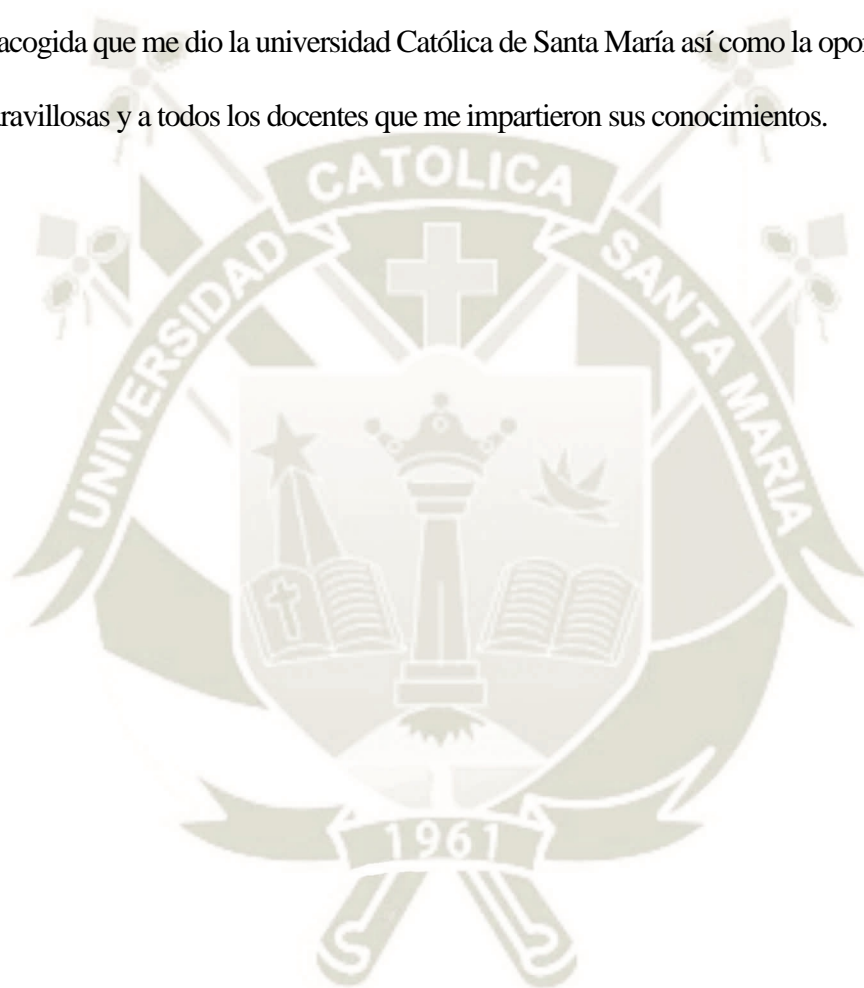 acogida que me dio la universidad Católica de Santa María así como la
ravillosas y a todos los docentes que me impartieron sus conocimientos.
CATOLICA
UNIVERSIDAD
SANTA MARIA
1961